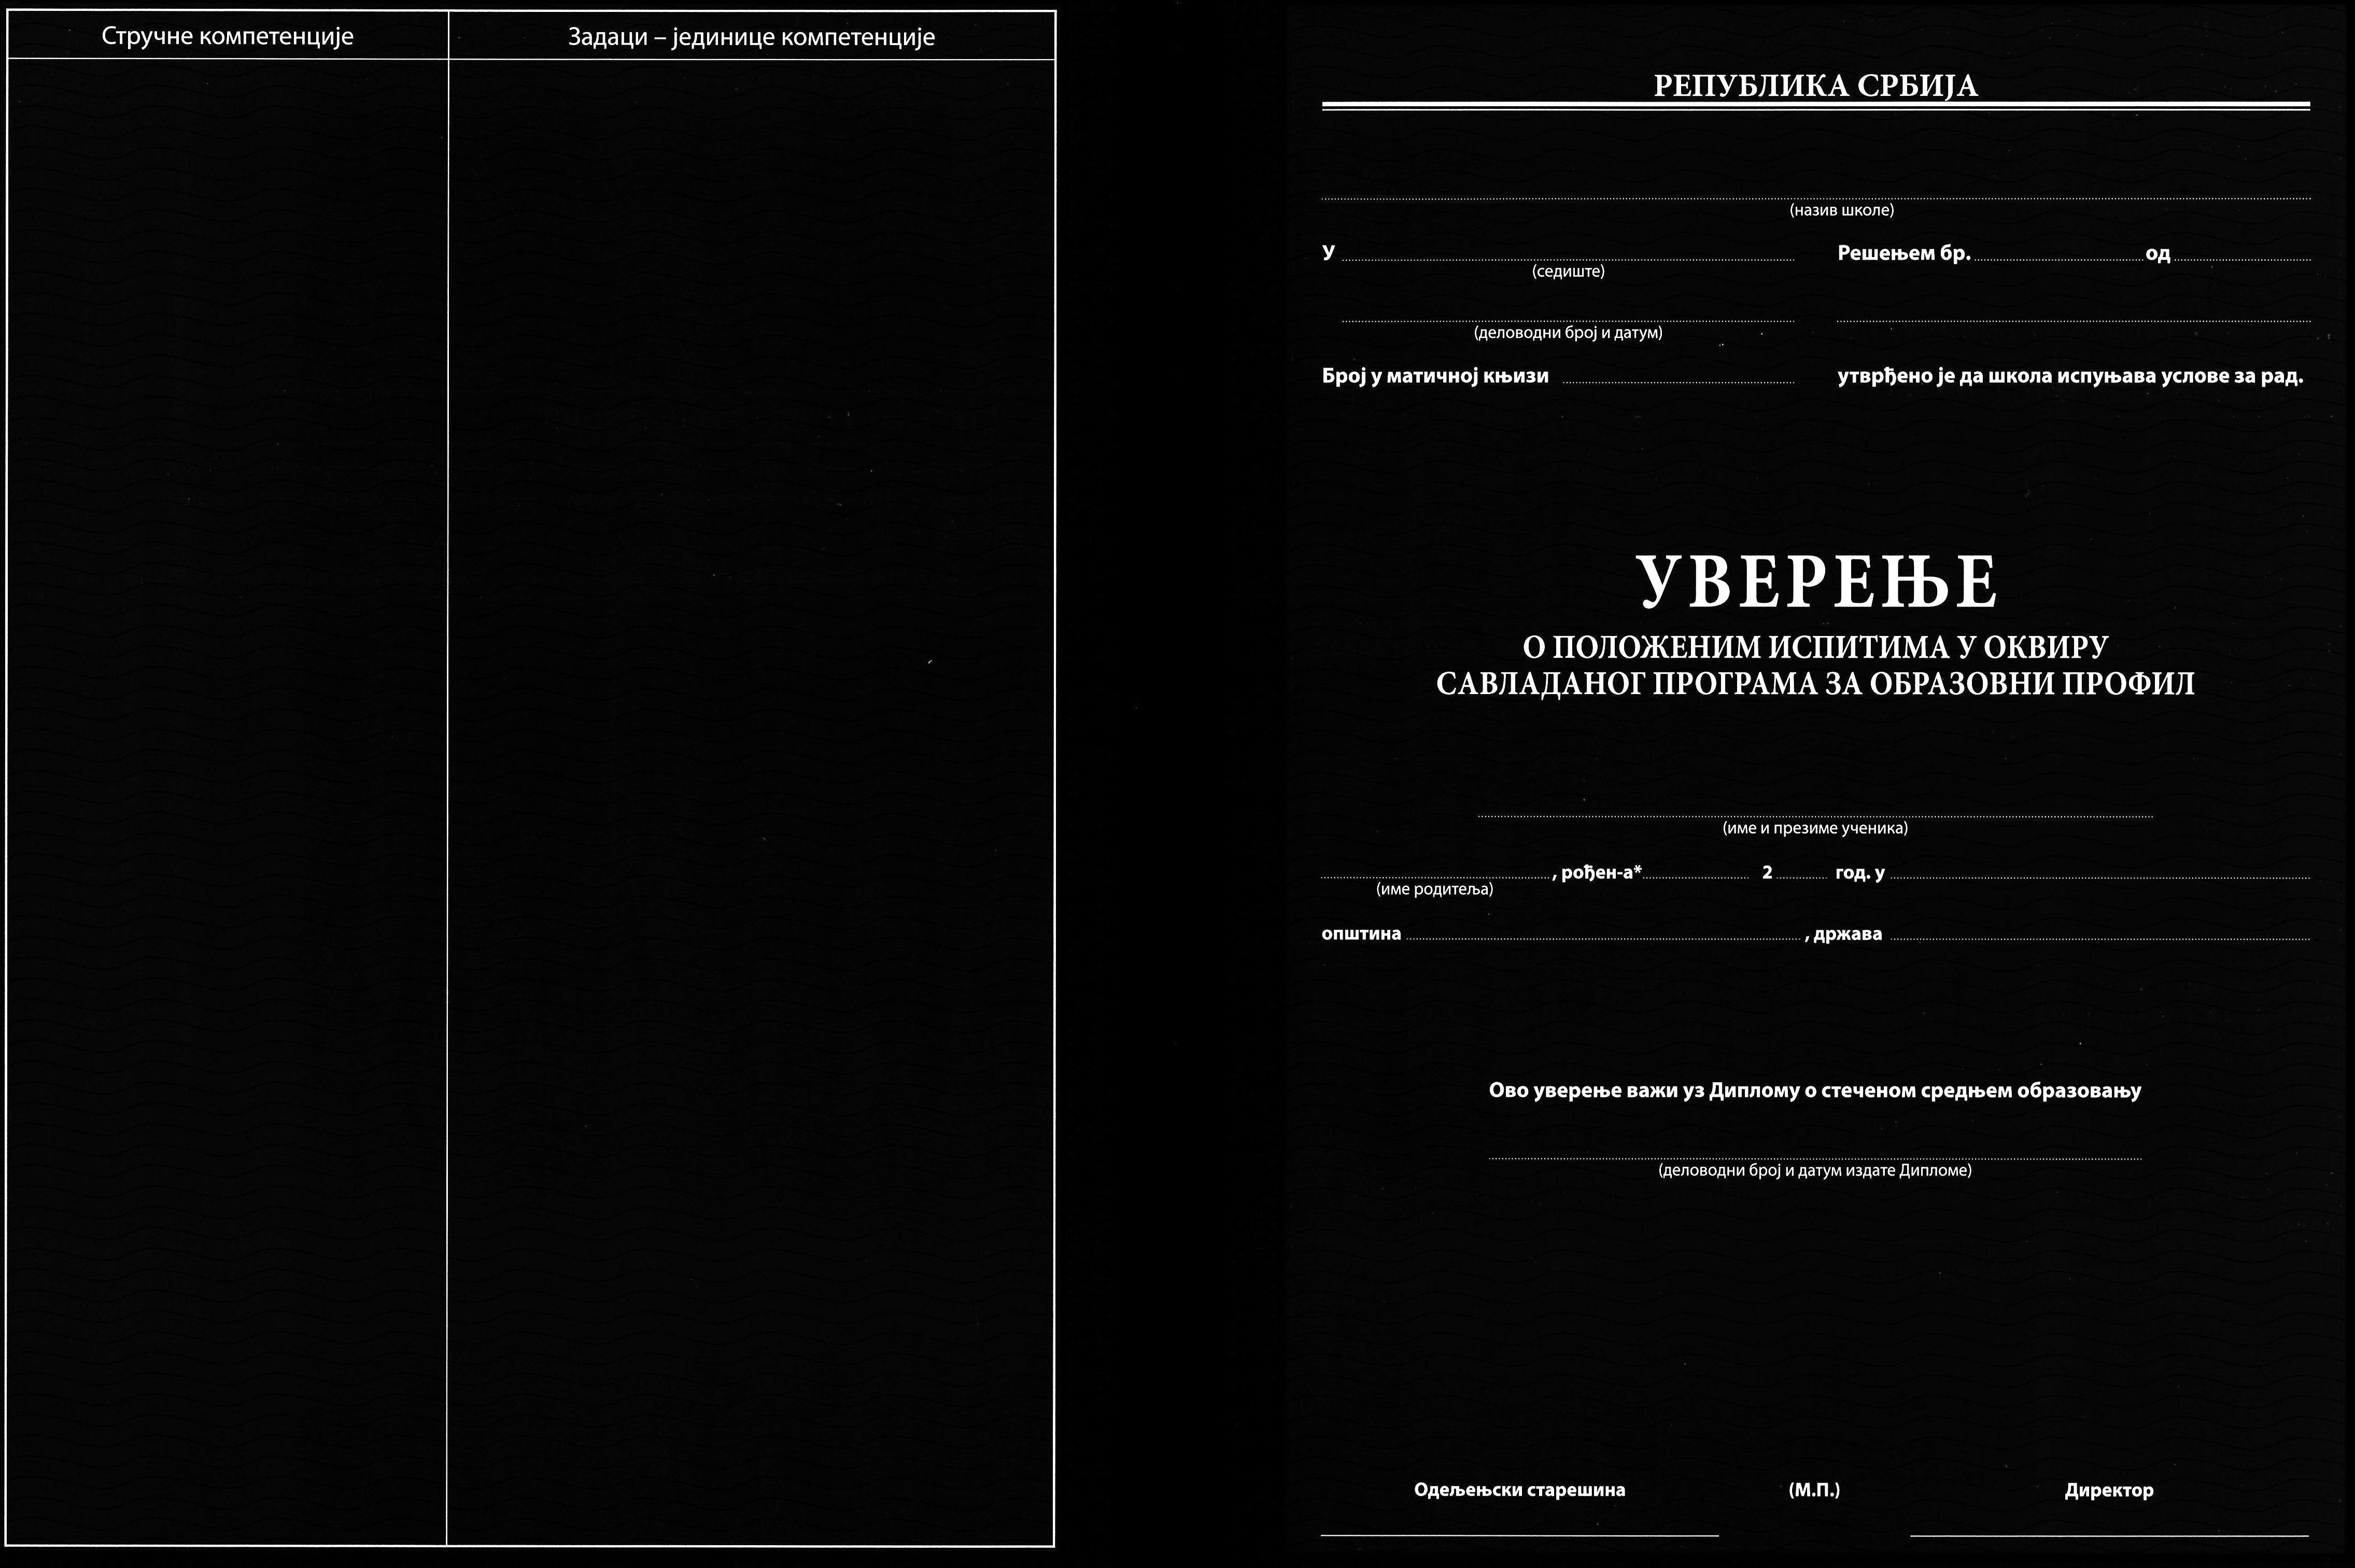 Стручне компетенције
Задаци – јединице компетенције
РЕПУБЛИКА СРБИЈА
(назив школе)
У
Решењем бр. од
(седиште)
(деловодни број и датум)
Број у матичној књизи
утврђено је да школа испуњава услове за рад.
УВЕРЕЊЕ
О ПОЛОЖЕНИМ ИСПИТИМА У ОКВИРУ
САВЛАДАНОГ ПРОГРАМА ЗА ОБРАЗОВНИ ПРОФИЛ
(име и презиме ученика)
, рођен-а* 2 год. у
(име родитеља)
општина , држава
Ово уверење важи уз Диплому о стеченом средњем образовању
(деловодни број и датум издате Дипломе)
Одељењски старешина (М.П.) Директор